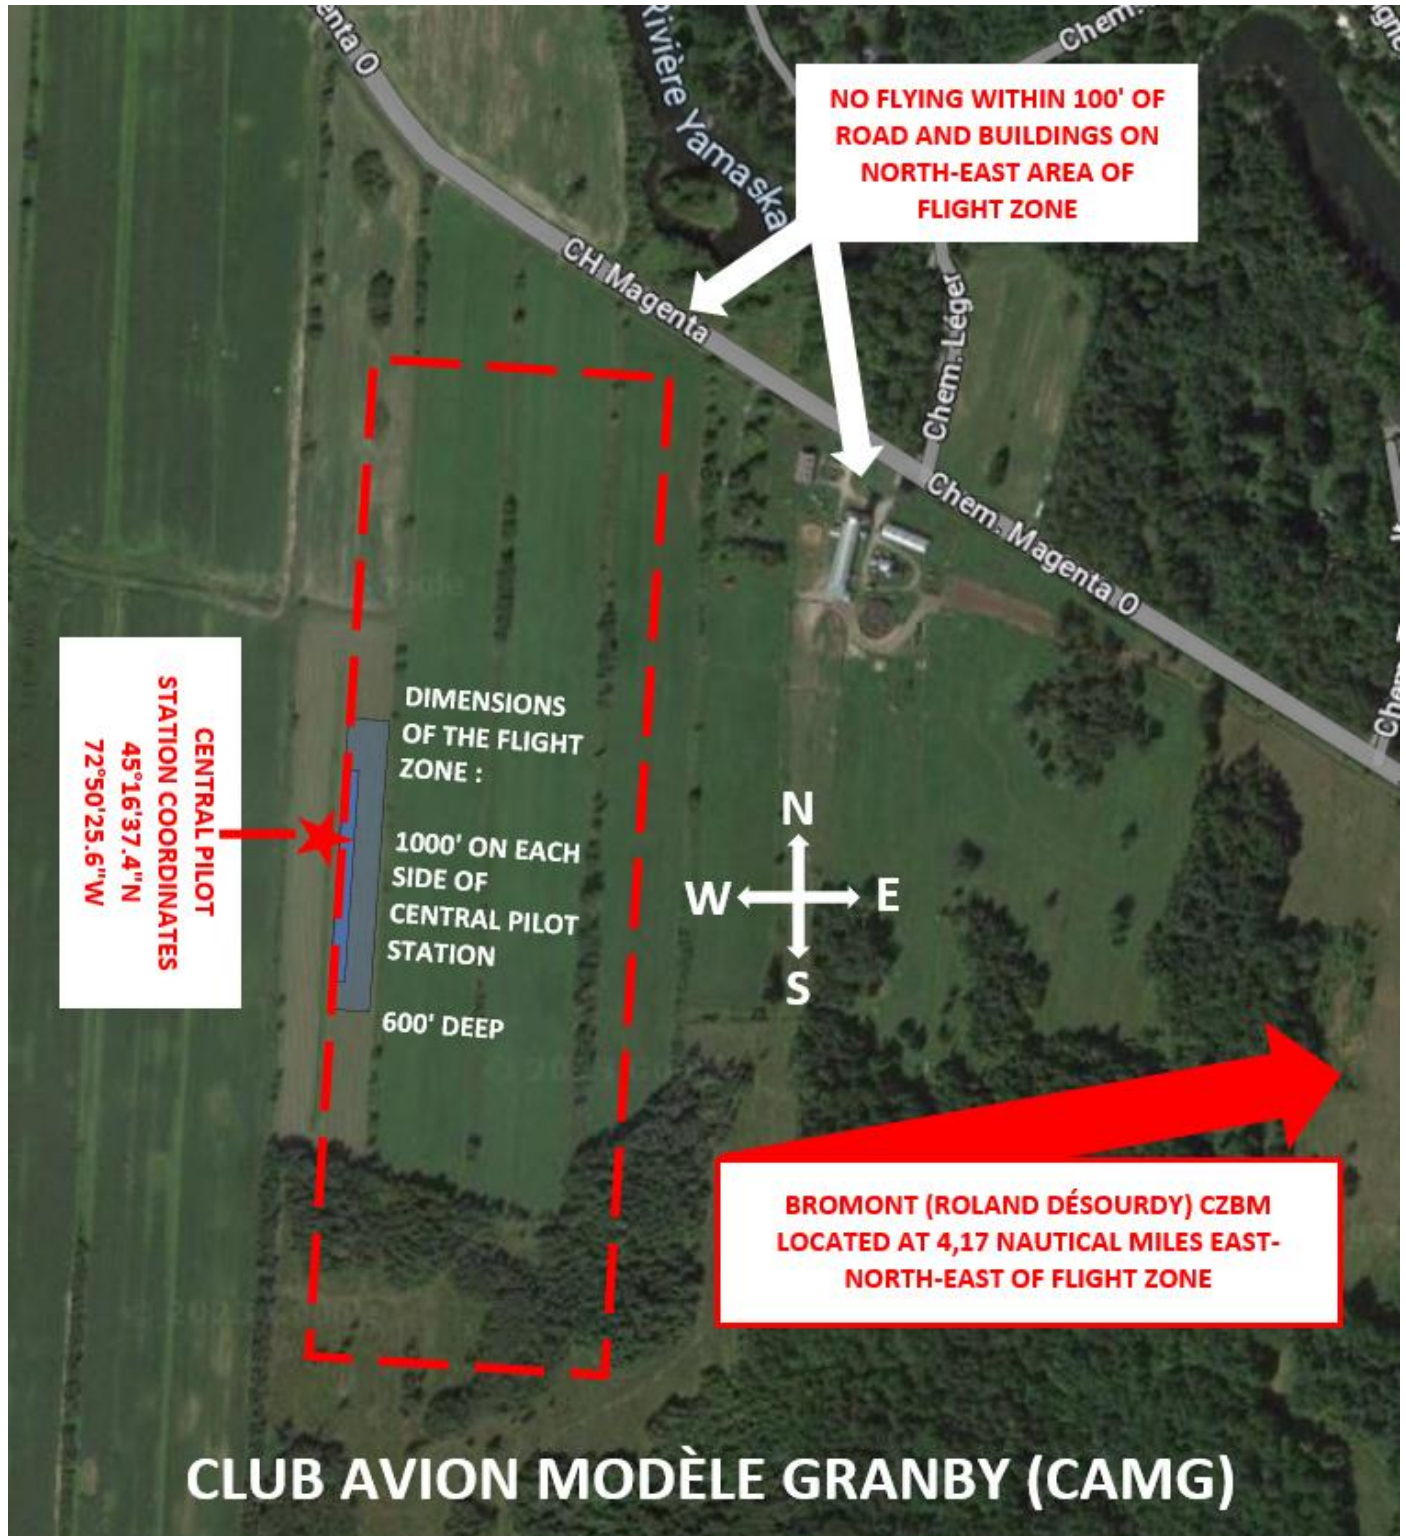 enta O
Rivière Yamaska
Chem.
NO FLYING WITHIN 100' OF
ROAD AND BUILDINGS ON
NORTH-EAST AREA OF
FLIGHT ZONE
CH Magenta
Chem. Léger
Chem. Magenta O
CENTRAL PILOT
STATION COORDINATES
45°16'37.4"N
72°50'25.6"W
DIMENSIONS
OF THE FLIGHT
ZONE :
1000' ON EACH
SIDE OF
CENTRAL PILOT
STATION
600' DEEP
N
W
E
S
Chem.
BROMONT (ROLAND DÉSOURDY) CZBM
LOCATED AT 4,17 NAUTICAL MILES EAST-
NORTH-EAST OF FLIGHT ZONE
CLUB AVION MODÈLE GRANBY (CAMG)